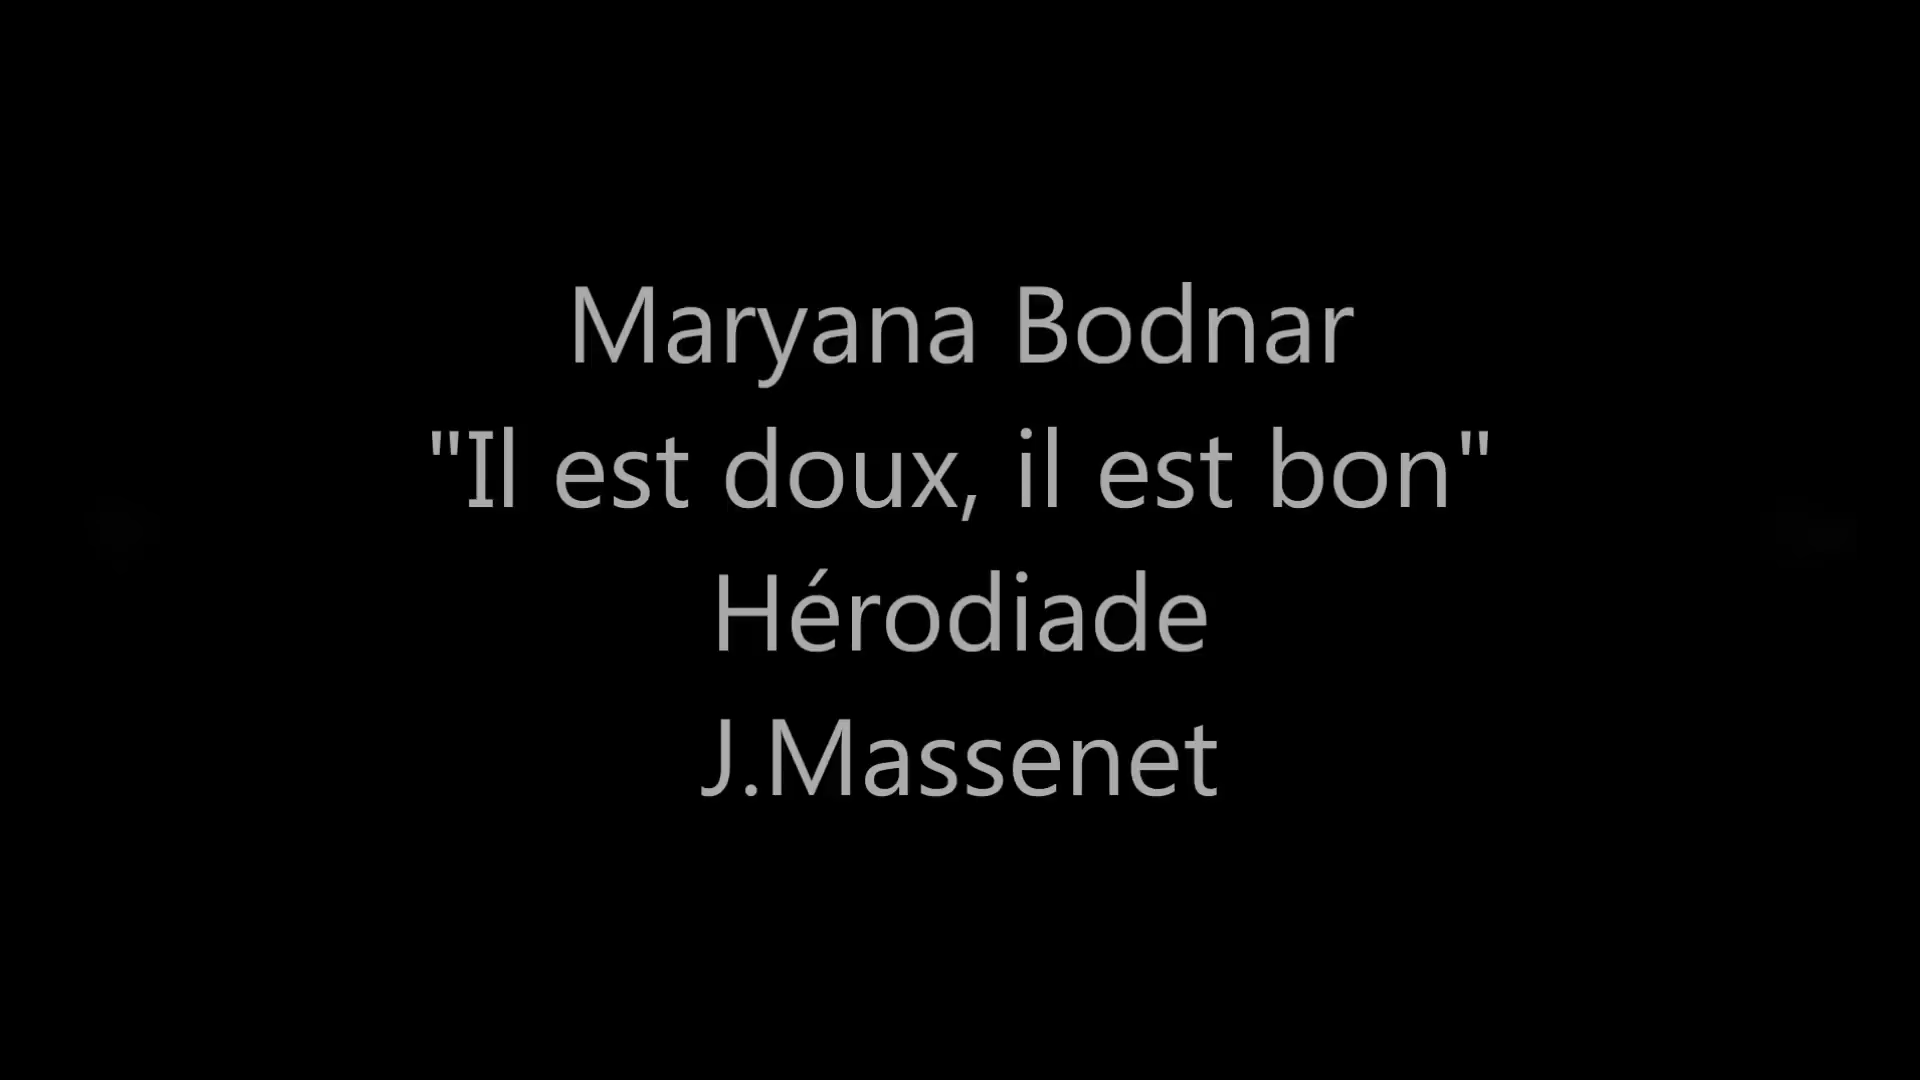 Maryana Bodnar
"Il est doux, il est bon"
Hérodiade
J.Massenet